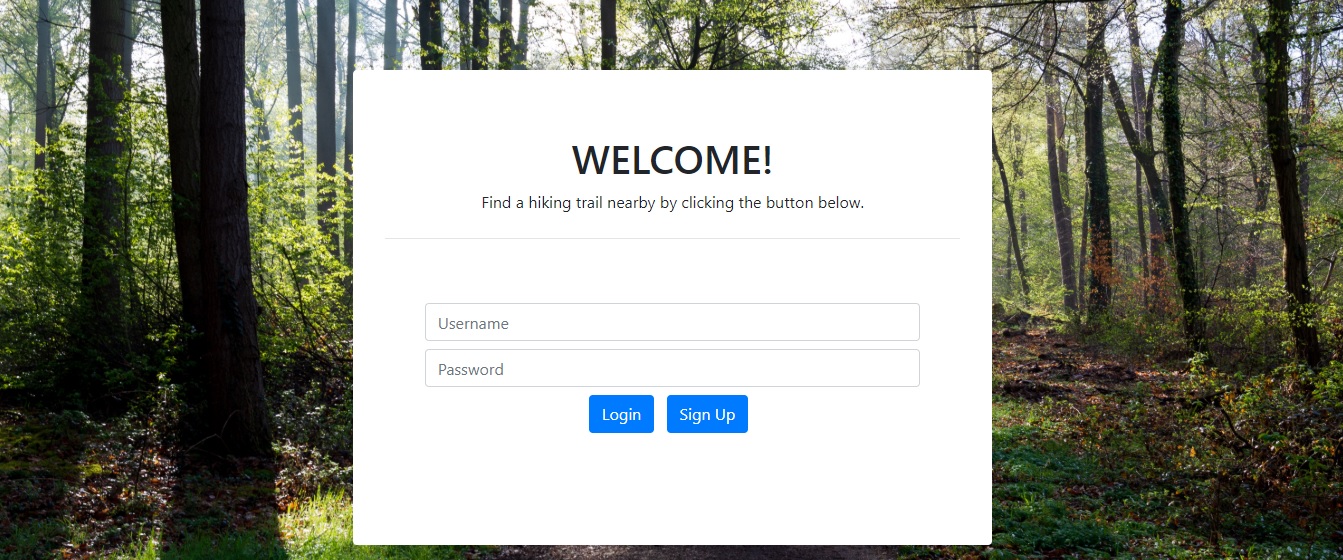 WELCOME!
Find a hiking trail nearby by clicking the button below.
Username
Password
Login Sign Up